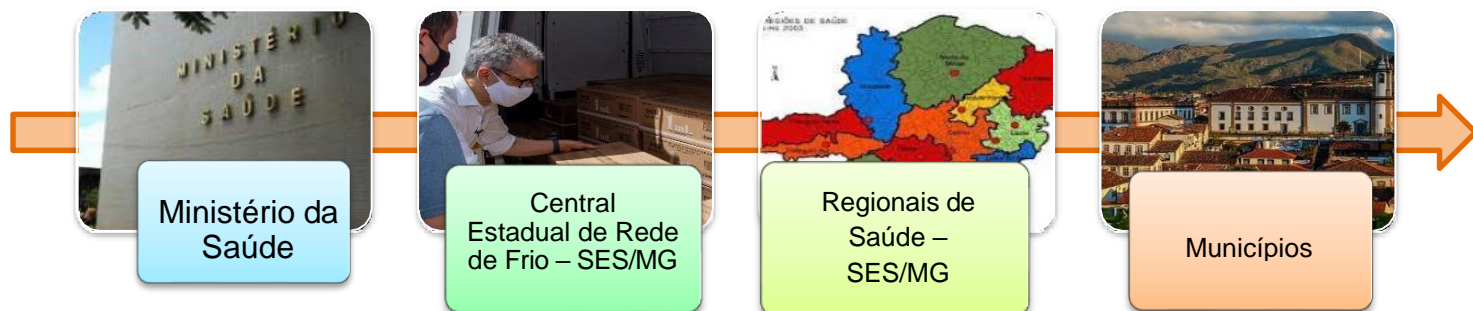 MINISTÉRIO
DA
SAÚDE
Ministério da
Saúde
Central
Estadual de Rede
de Frio – SES/MG
Regionais de
Saúde –
SES/MG
Municípios